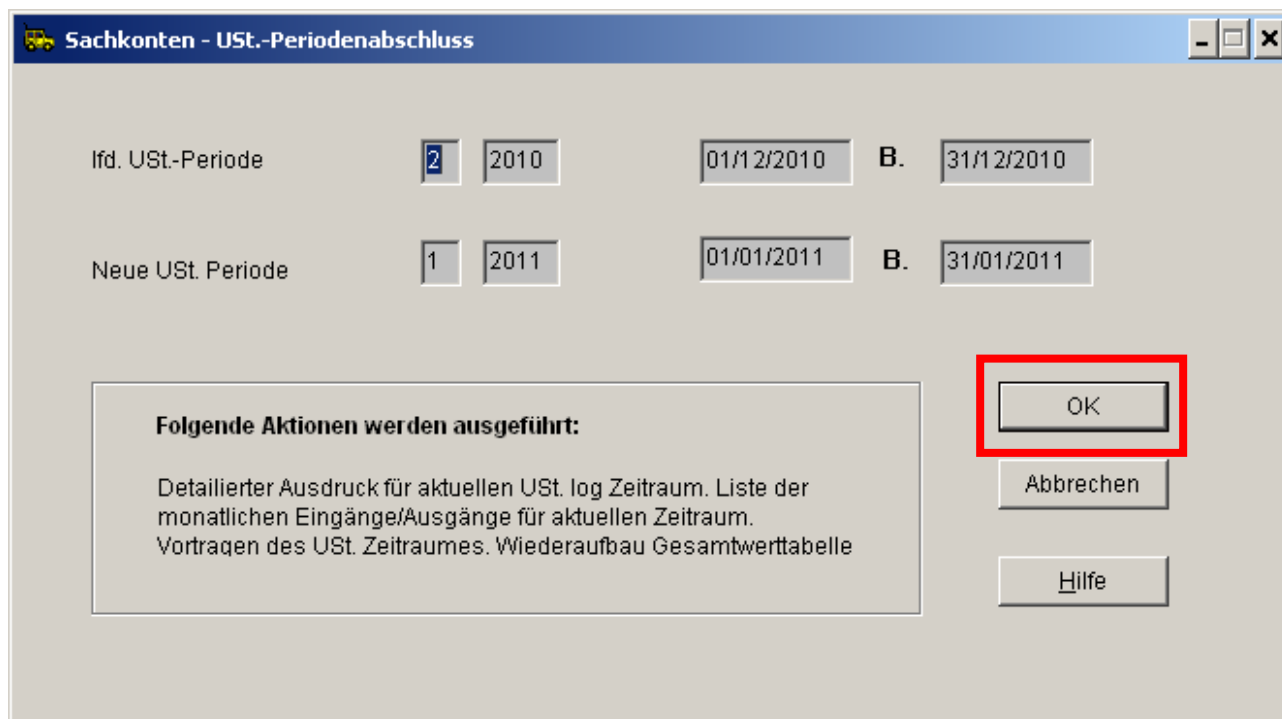 Sachkonten - USt.-Periodenabschluss
lfd. USt.-Periode 2 2010 01/12/2010 B. 31/12/2010
Neue USt. Periode 1 2011 01/01/2011 B. 31/01/2011
OK
Folgende Aktionen werden ausgeführt:
Abbrechen
Detailierter Ausdruck für aktuellen USt. log Zeitraum. Liste der
monatlichen Eingänge/Ausgänge für aktuellen Zeitraum.
Vortragen des USt. Zeitraumes. Wiederaufbau Gesamtwerttabelle
Hilfe